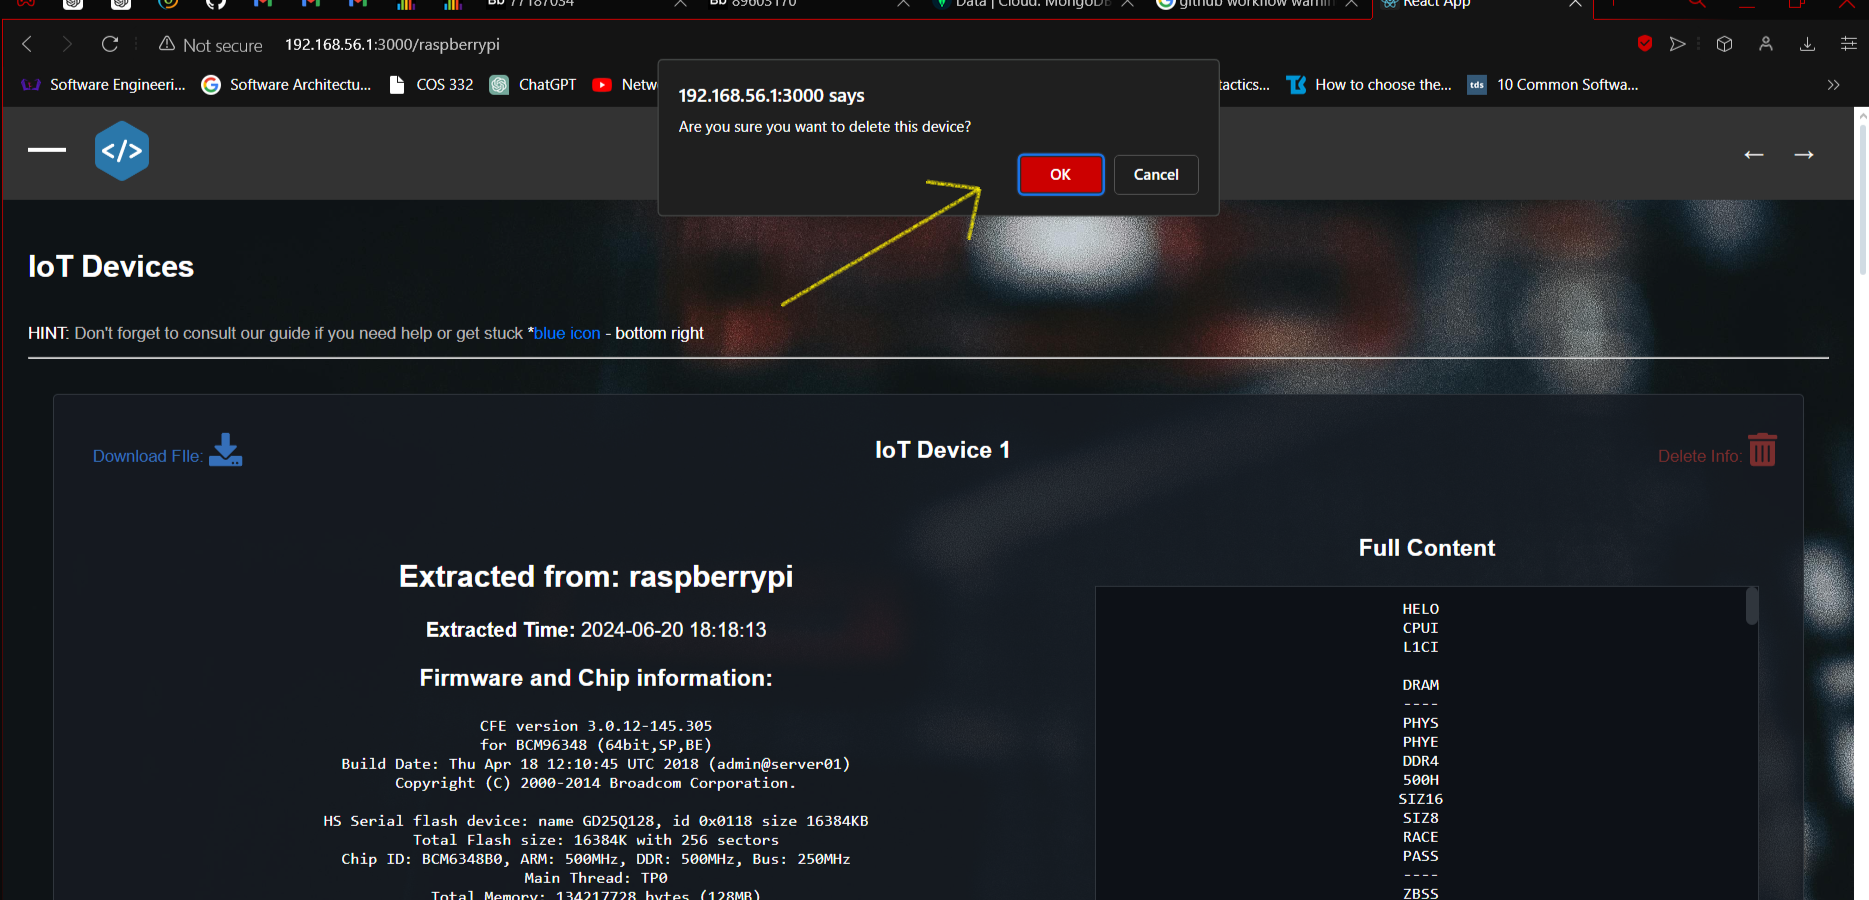 77187034
89603170
Data | Cloud: MongoDB
github workflow warnin
React App
Not secure
192.168.56.1:3000/raspberrypi
Software Engineeri...
Software Architectu...
COS 332
ChatGPT
Netw
tactics...
How to choose the...
tds
10 Common Softwa...
192.168.56.1:3000 says
Are you sure you want to delete this device?
OK
Cancel
</>
IoT Devices
HINT: Don't forget to consult our guide if you need help or get stuck *blue icon - bottom right
Download FIle:
IoT Device 1
Delete Info:
Extracted from: raspberrypi
Extracted Time: 2024-06-20 18:18:13
Firmware and Chip information:
CFE version 3.0.12-145.305
for BCM96348 (64bit,SP,BE)
Build Date: Thu Apr 18 12:10:45 UTC 2018 (admin@server01)
Copyright (C) 2000-2014 Broadcom Corporation.
HS Serial flash device: name GD25Q128, id 0x0118 size 16384KB
Total Flash size: 16384K with 256 sectors
Chip ID: BCM6348B0, ARM: 500MHz, DDR: 500MHz, Bus: 250MHz
Main Thread: TP0
Total Memory: 134217728 bytes (128MB)
Full Content
HELO
CPUI
L1CI
DRAM
----
PHYS
PHYE
DDR4
500H
SIZ16
SIZ8
RACE
PASS
----
ZBSS